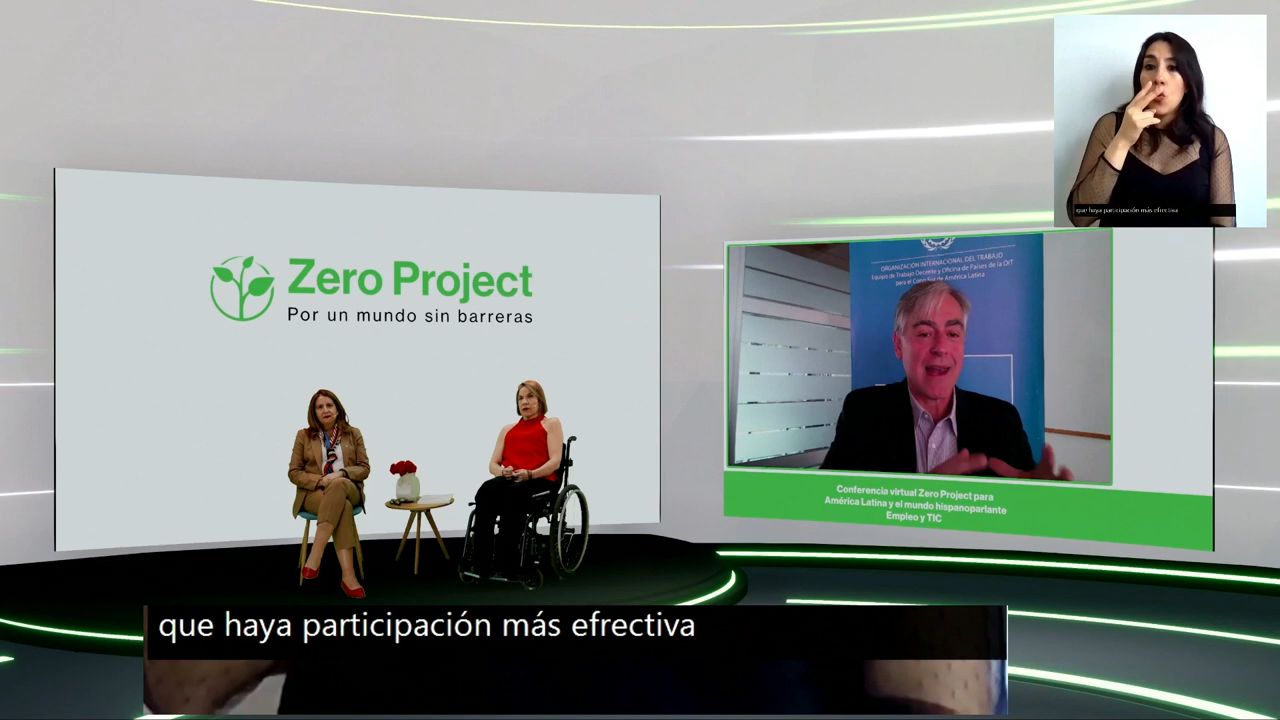 que haya participación más efrectiva
Zero Project
Por un mundo sin barreras
ORGANIZACIÓN INTERNACIONAL DEL TRABAJO
Equipo de Trabajo Decente y Oficina de Países de la OIT
para el Cono Sur de América Latina
Conferencia virtual Zero Project para
América Latina y el mundo hispanoparlante
Empleo y TIC
que haya participación más efrectiva